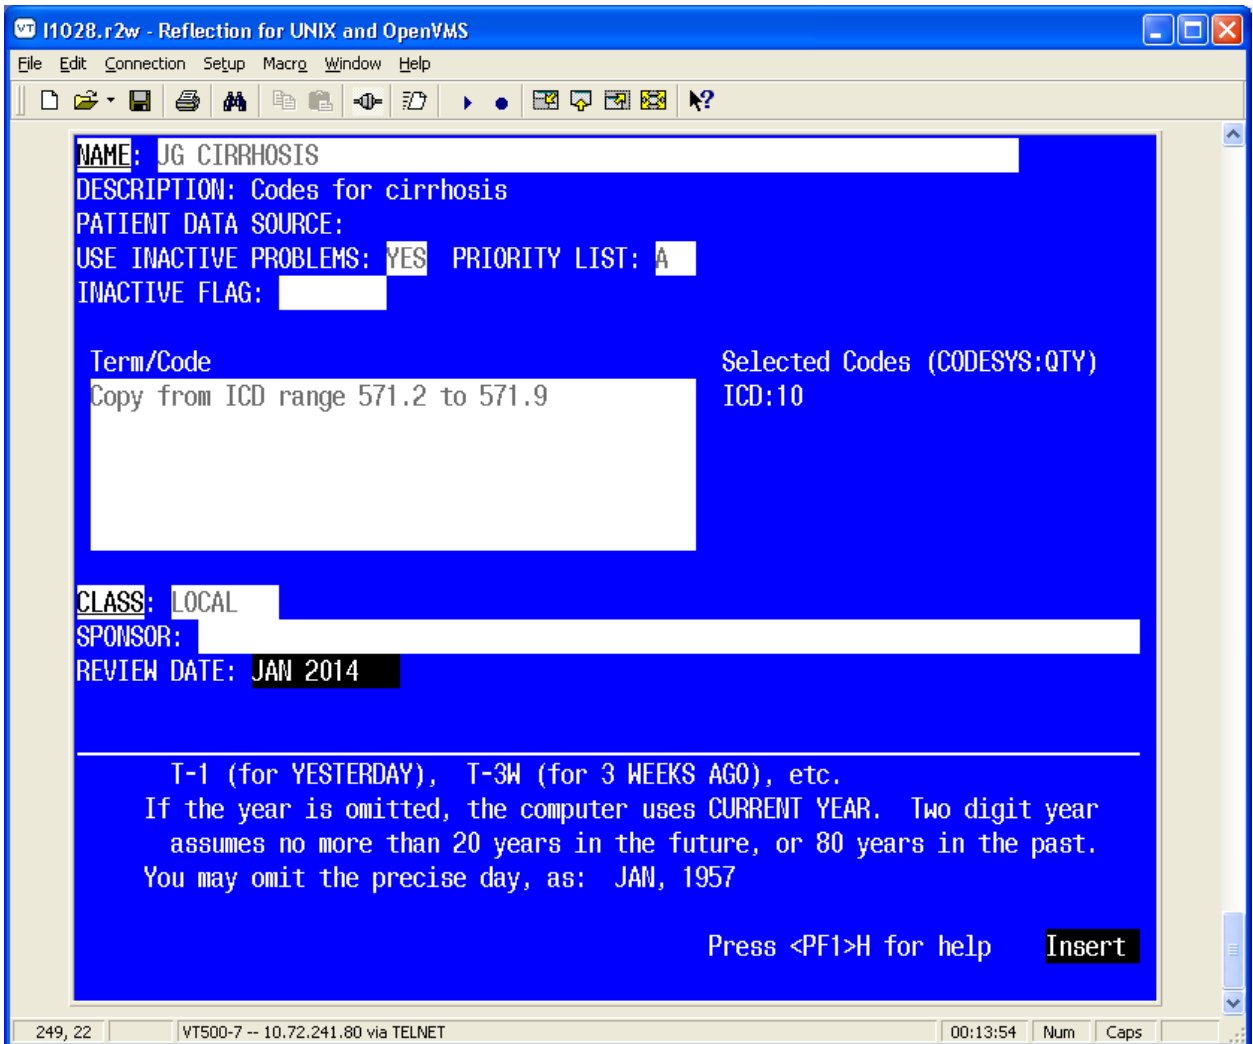 VT l1028.r2w - Reflection for UNIX and OpenVMS
File Edit Connection Setup Macro Window Help
NAME: JG CIRRHOSIS
DESCRIPTION: Codes for cirrhosis
PATIENT DATA SOURCE:
USE INACTIVE PROBLEMS: YES PRIORITY LIST: A
INACTIVE FLAG:
Term/Code Selected Codes (CODESYS:QTY)
Copy from ICD range 571.2 to 571.9 ICD:10
CLASS: LOCAL
SPONSOR:
REVIEW DATE: JAN 2014
T-1 (for YESTERDAY), T-3W (for 3 WEEKS AGO), etc.
If the year is omitted, the computer uses CURRENT YEAR. Two digit year
assumes no more than 20 years in the future, or 80 years in the past.
You may omit the precise day, as: JAN, 1957
Press <PF1>H for help Insert
249, 22 VT500-7 -- 10.72.241.80 via TELNET 00:13:54 Num Caps